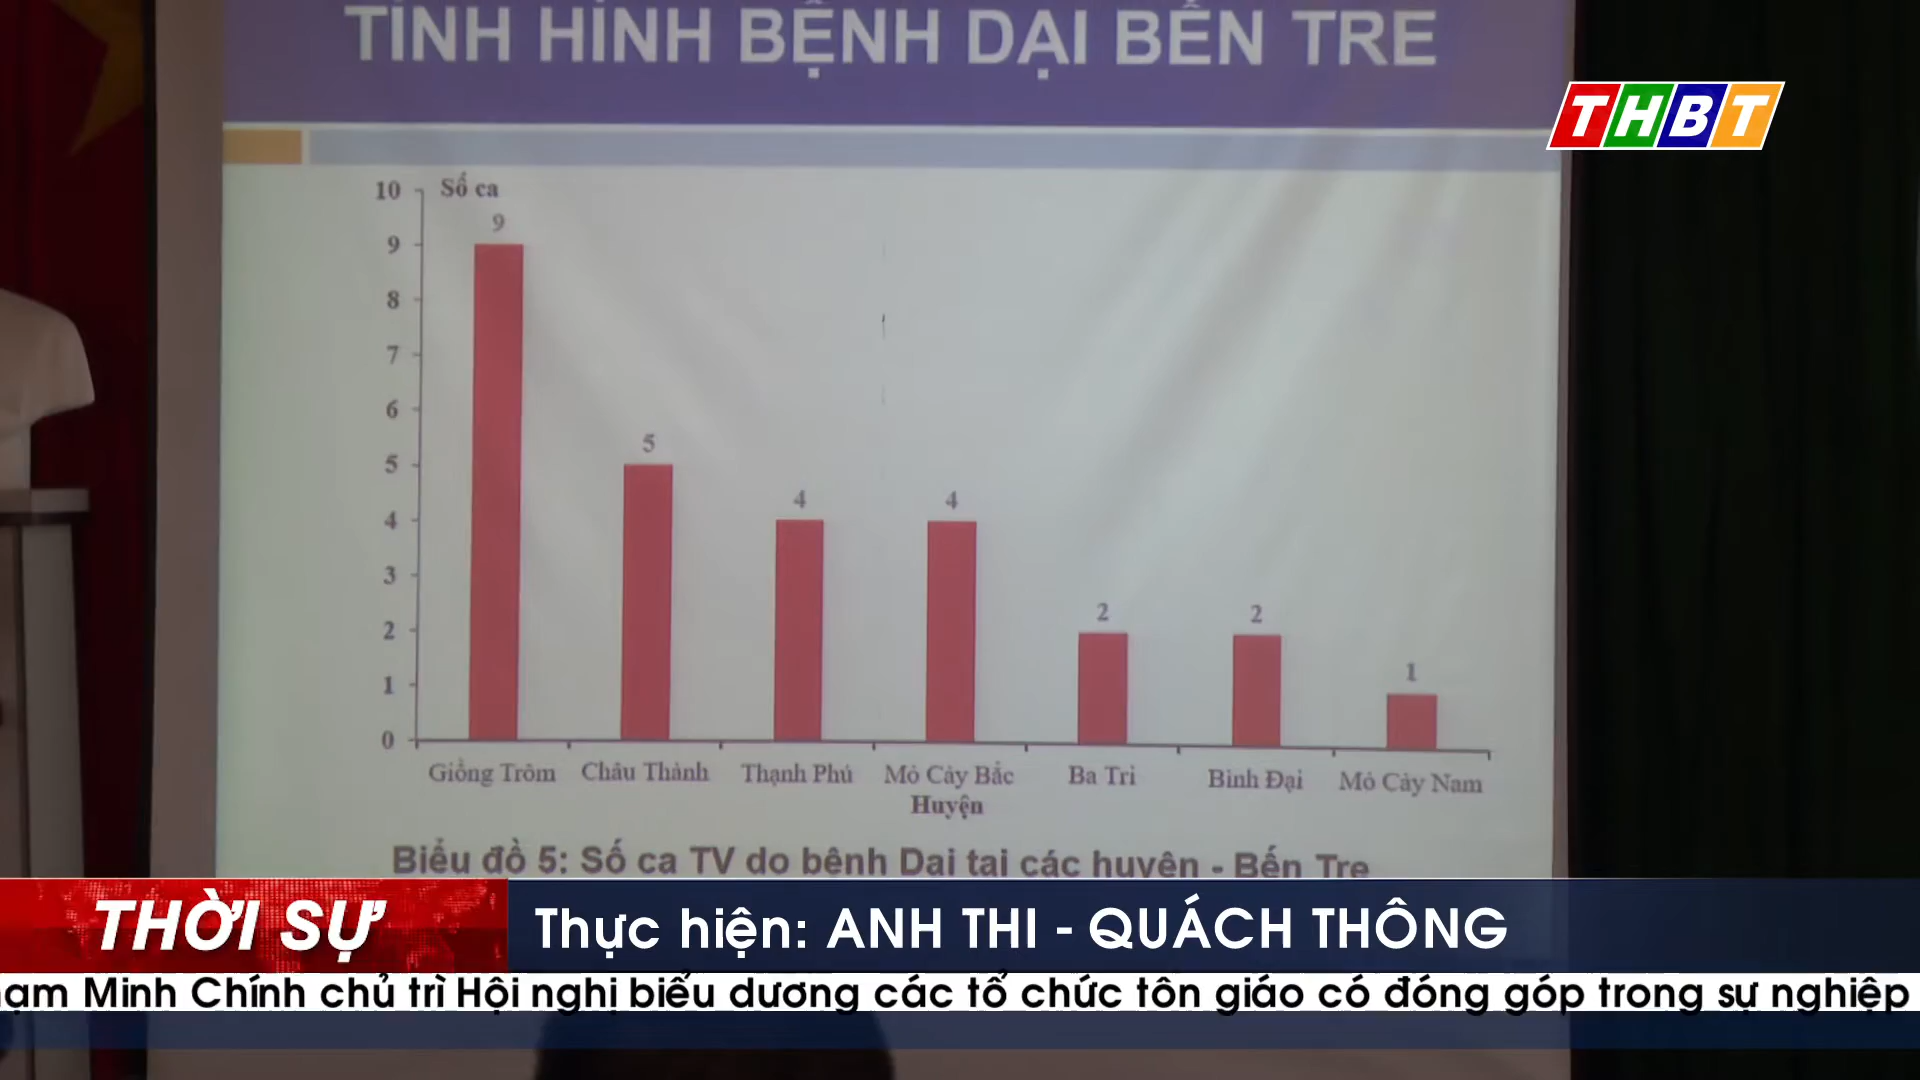 TÌNH HÌNH BỆNH DẠI BẾN TRE
THBT
Số ca
10
9
8
7
6
5
4
3
2
1
0
9
5
4
4
2
2
1
Giồng Trôm
Châu Thành
Thạnh Phú
Mỏ Cày Bắc
Ba Tri
Bình Đại
Mỏ Cày Nam
Huyện
Biểu đồ 5: Số ca TV do bệnh Dại tại các huyện - Bến Tre
THỜI SỰ
Thực hiện: ANH THI - QUÁCH THÔNG
Minh Chính chủ trì Hội nghị biểu dương các tổ chức tôn giáo có đóng góp trong sự nghiệp